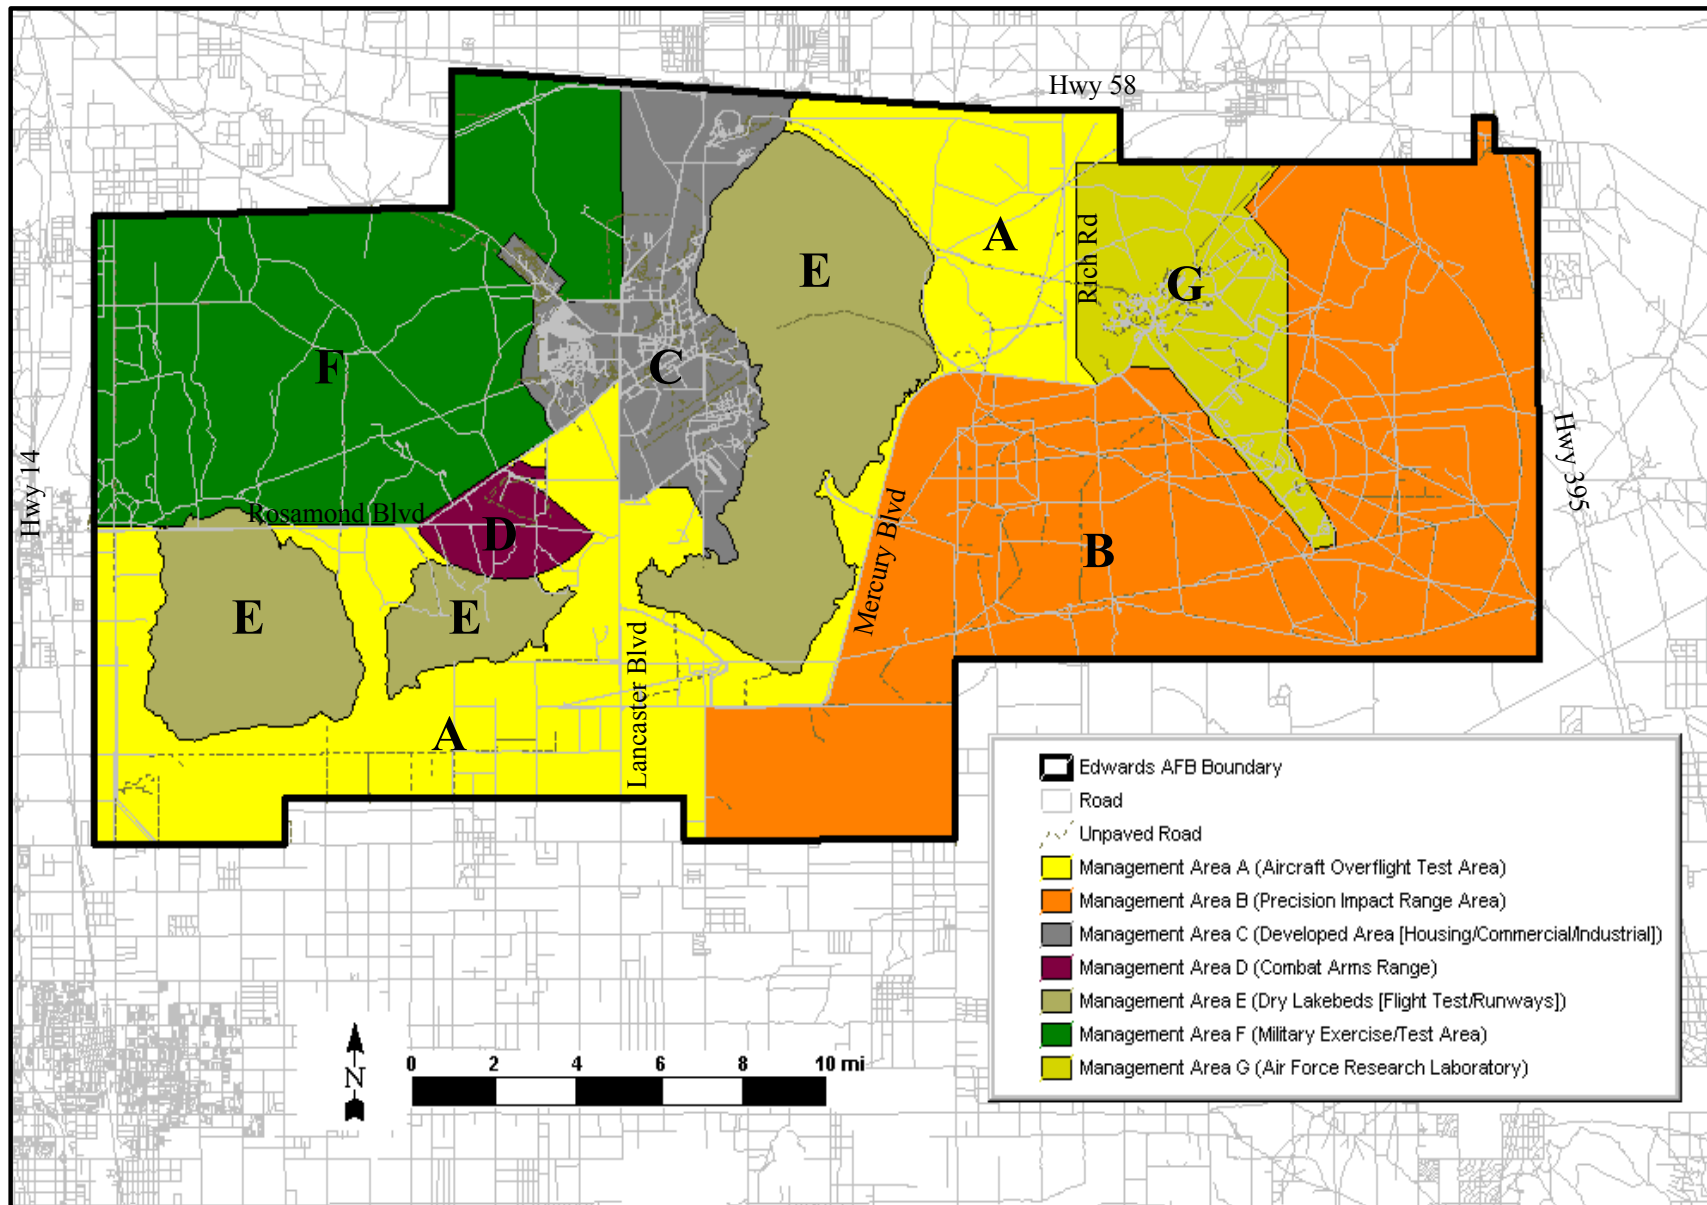 Hwy 58
A
Rich Rd
E
G
F
C
Hwy 14
Hwy 395
Rosamond Blvd
D
Mercury Blvd
B
E
E
Lancaster Blvd
A
Edwards AFB Boundary
Road
Unpaved Road
Management Area A (Aircraft Overflight Test Area)
Management Area B (Precision Impact Range Area)
Management Area C (Developed Area [Housing/Commercial/Industrial])
Management Area D (Combat Arms Range)
Management Area E (Dry Lakebeds [Flight Test/Runways])
Management Area F (Military Exercise/Test Area)
Management Area G (Air Force Research Laboratory)
N
0 2 4 6 8 10 mi